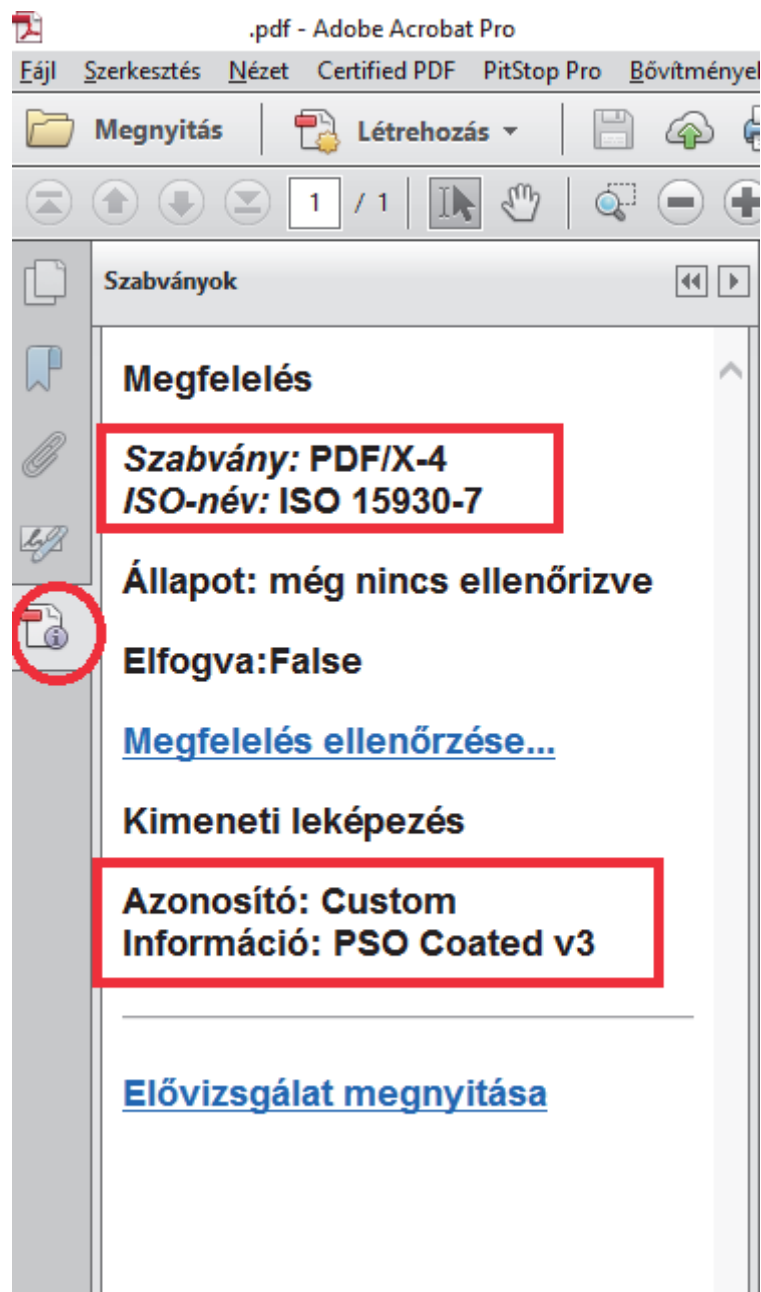 .pdf - Adobe Acrobat Pro
Fájl Szerkesztés Nézet Certified PDF PitStop Pro Bővítménye
Megnyitás Létrehozás
1 / 1
Szabványok
Megfelelés
Szabvány: PDF/X-4
ISO-név: ISO 15930-7
Állapot: még nincs ellenőrizve
Elfogva:False
Megfelelés ellenőrzése...
Kimeneti leképezés
Azonosító: Custom
Információ: PSO Coated v3
Elővizsgálat megnyitása